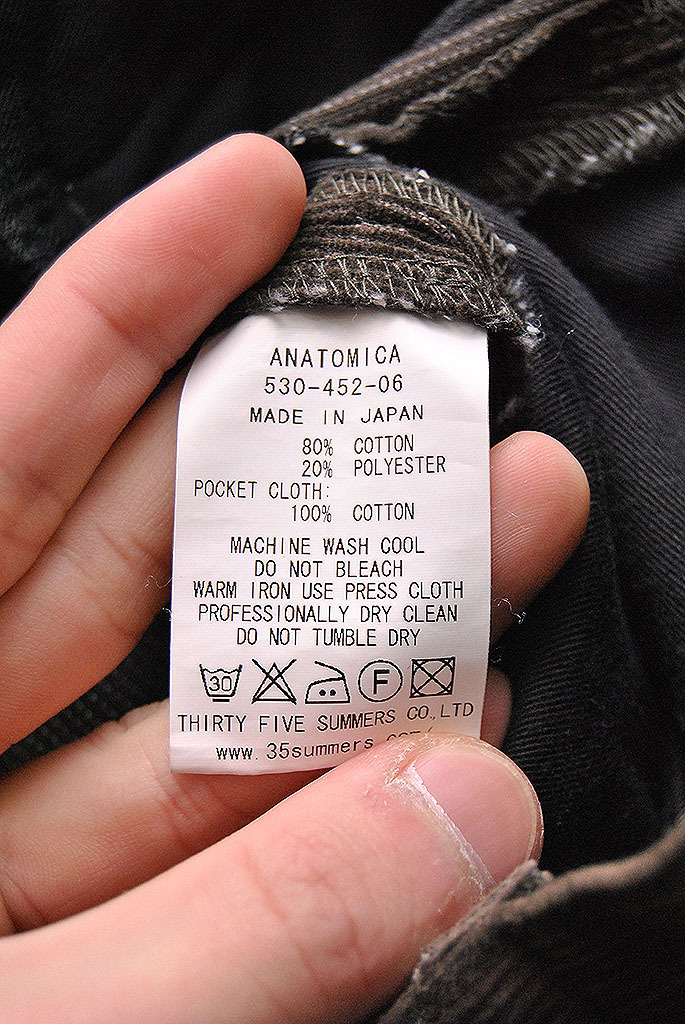 ANATOMICA
530-452-06
MADE IN JAPAN
80% COTTON
20% POLYESTER
POCKET CLOTH:
100% COTTON
MACHINE WASH COOL
DO NOT BLEACH
WARM IRON USE PRESS CLOTH
PROFESSIONALLY DRY CLEAN
DO NOT TUMBLE DRY
30 F
THIRTY FIVE SUMMERS CO.,LTD
www.35summers.